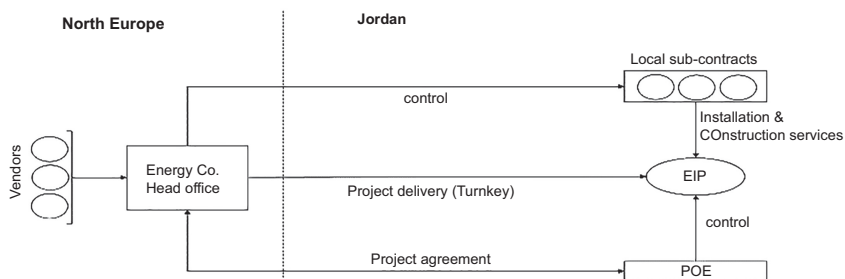 North Europe
Jordan
Local sub-contracts
control
Installation &
COnstruction services
Vendors
Energy Co.
Head office
EIP
Project delivery (Turnkey)
control
Project agreement
POE